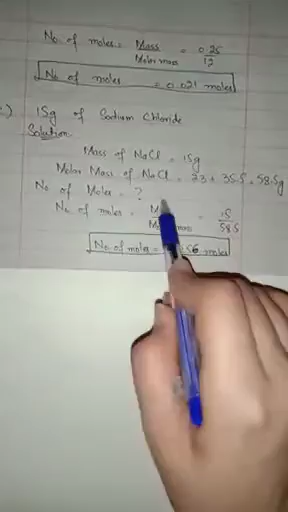 No. of moles = Mass / Molar mass = 0.25 / 12
No of moles = 0.021 moles
.) 15g of Sodium Chloride
Solution
Mass of NaCl = 15g
Molar Mass of NaCl = 23 + 35.5 = 58.5g
No of Moles = ?
No of moles = = 15 / 58.5
No of moles = 56 moles